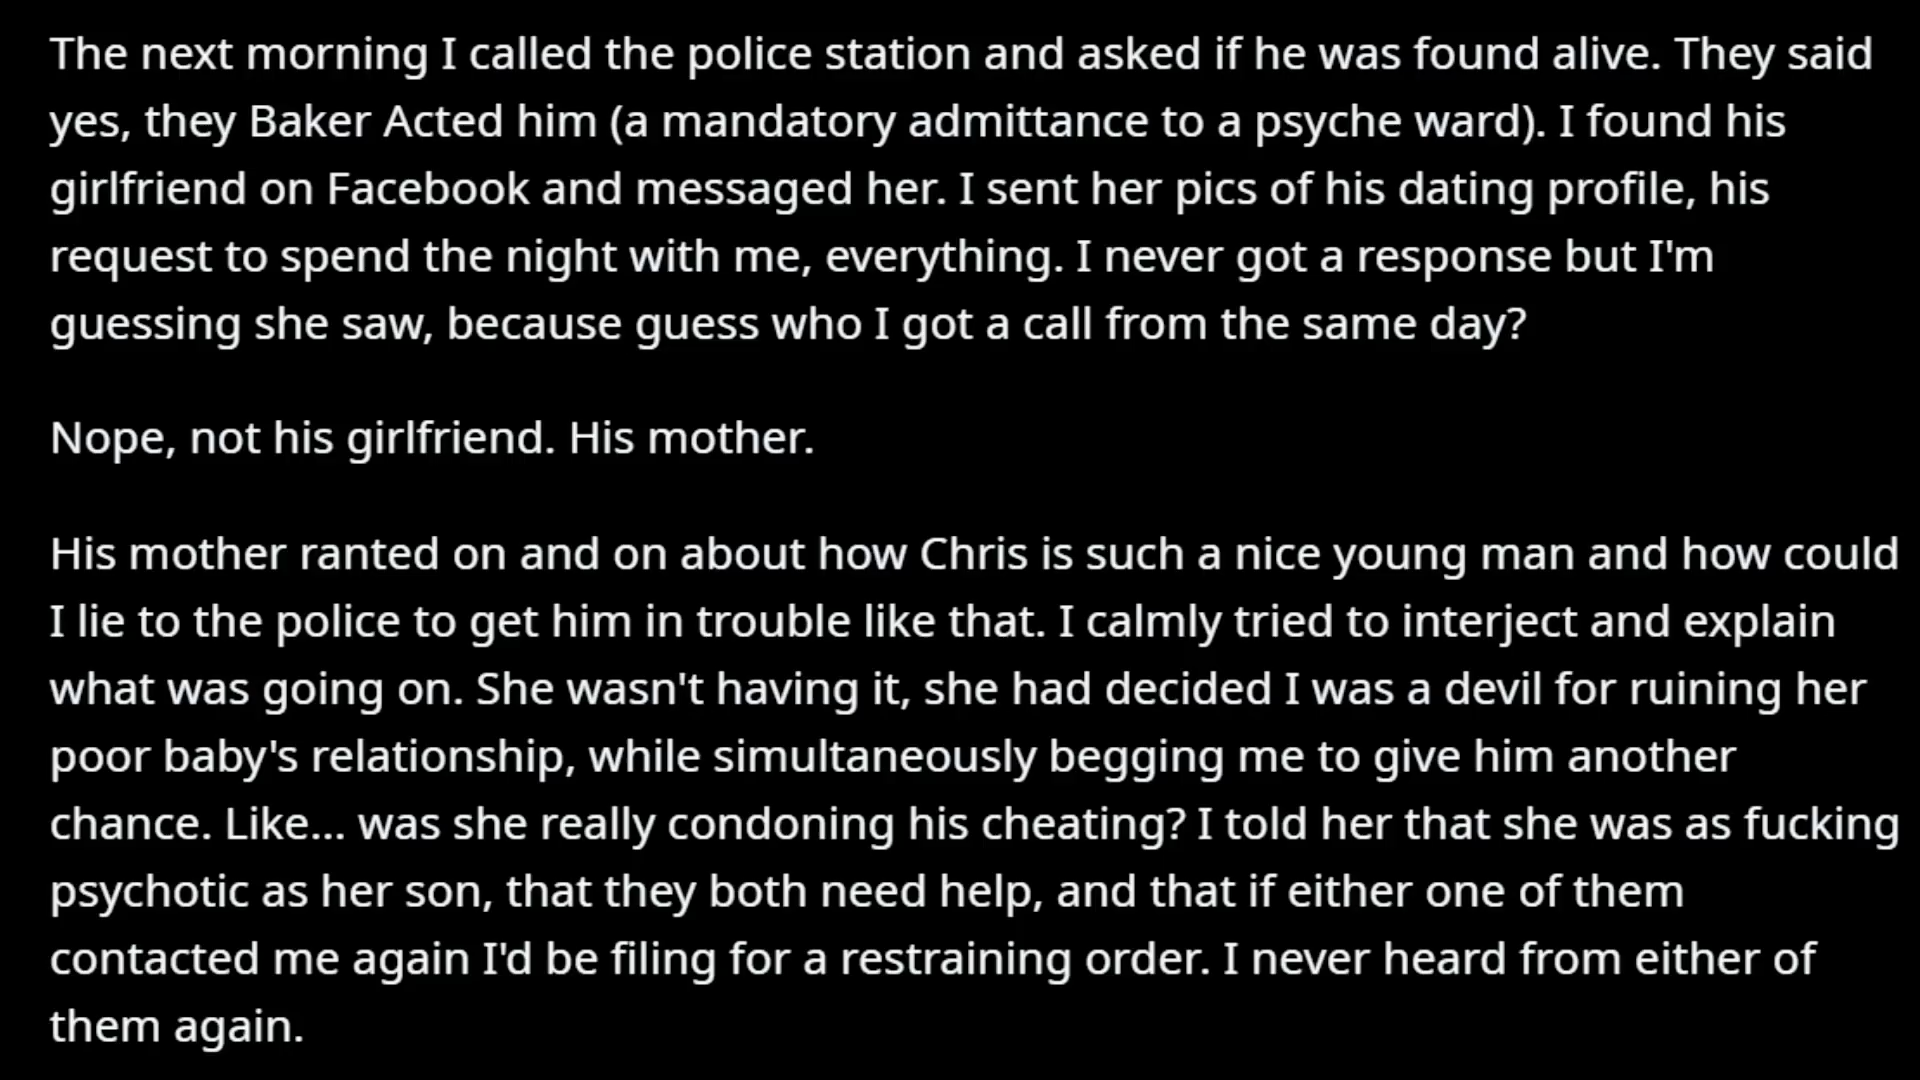 The next morning I called the police station and asked if he was found alive. They said
yes, they Baker Acted him (a mandatory admittance to a psyche ward). I found his
girlfriend on Facebook and messaged her. I sent her pics of his dating profile, his
request to spend the night with me, everything. I never got a response but I'm
guessing she saw, because guess who I got a call from the same day?
Nope, not his girlfriend. His mother.
His mother ranted on and on about how Chris is such a nice young man and how could
I lie to the police to get him in trouble like that. I calmly tried to interject and explain
what was going on. She wasn't having it, she had decided I was a devil for ruining her
poor baby's relationship, while simultaneously begging me to give him another
chance. Like... was she really condoning his cheating? I told her that she was as fucking
psychotic as her son, that they both need help, and that if either one of them
contacted me again I'd be filing for a restraining order. I never heard from either of
them again.